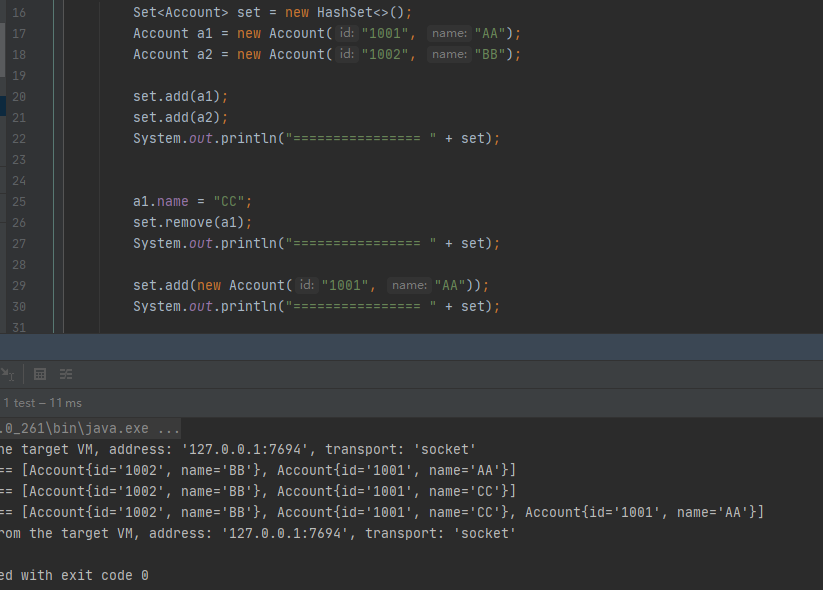 16 Set<Account> set = new HashSet<>();
17 Account a1 = new Account( id: "1001", name: "AA");
18 Account a2 = new Account( id: "1002", name: "BB");
19
20 set.add(a1);
21 set.add(a2);
22 System.out.println("================ " + set);
23
24
25 a1.name = "CC";
26 set.remove(a1);
27 System.out.println("================ " + set);
28
29 set.add(new Account( id: "1001", name: "AA"));
30 System.out.println("================ " + set);
31
1 test – 11 ms
.0_261\bin\java.exe ...
he target VM, address: '127.0.0.1:7694', transport: 'socket'
== [Account{id='1002', name='BB'}, Account{id='1001', name='AA'}]
== [Account{id='1002', name='BB'}, Account{id='1001', name='CC'}]
== [Account{id='1002', name='BB'}, Account{id='1001', name='CC'}, Account{id='1001', name='AA'}]
rom the target VM, address: '127.0.0.1:7694', transport: 'socket'
ed with exit code 0